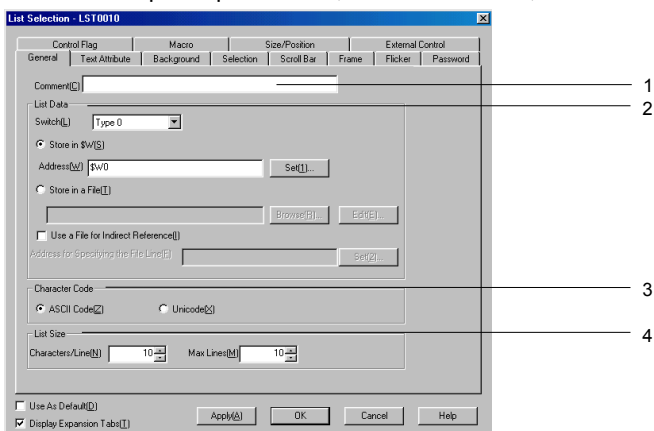 List Selection - LST0010
Control Flag Macro Size/Position External Control
General Text Attribute Background Selection Scroll Bar Frame Flicker Password
Comment(C) 1
List Data 2
Switch(L) Type 0
Store in $W(S)
Address(W) $W0 Set(1)...
Store in a File(T)
Browse(R)... Edit(E)...
Use a File for Indirect Reference(I)
Address for Specifying the File Line(F) Set(2)...
Character Code 3
ASCII Code(Z) Unicode(X)
List Size 4
Characters/Line(N) 10 Max Lines(M) 10
Use As Default(D)
Display Expansion Tabs(T) Apply(A) OK Cancel Help